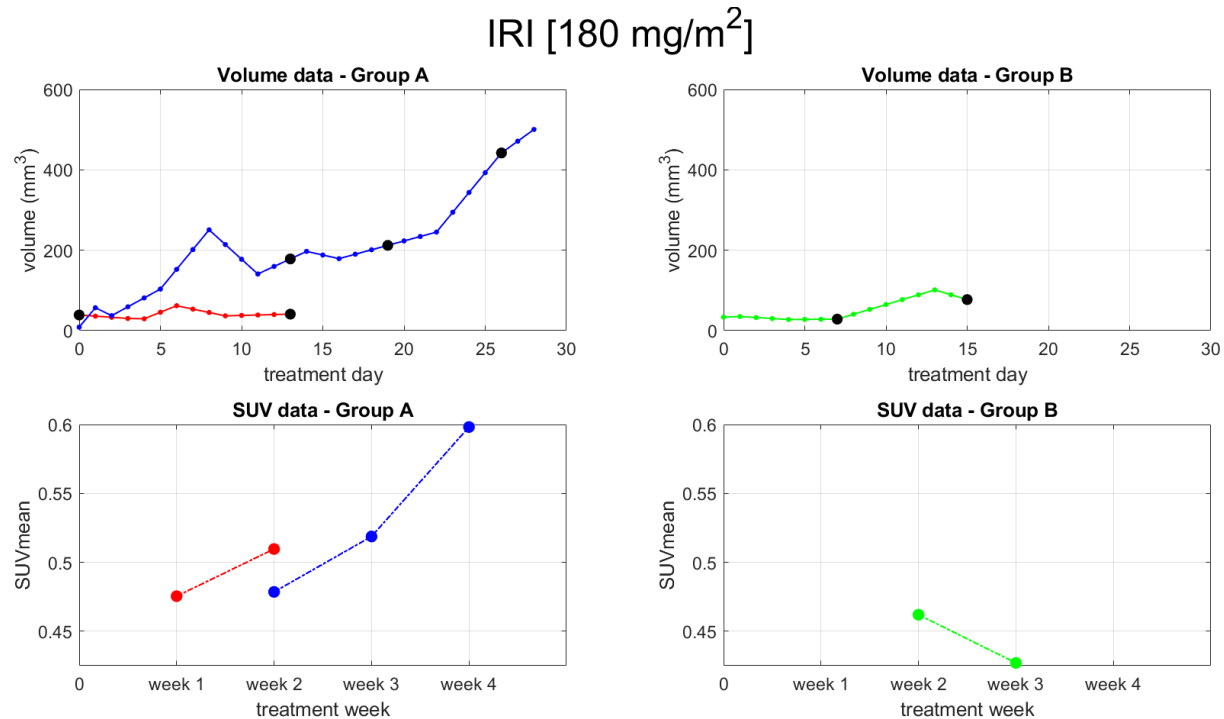 IRI [180 mg/m²]
Volume data - Group A
600
400
200
0
volume (mm³)
0 5 10 15 20 25 30
treatment day
Volume data - Group B
600
400
200
0
volume (mm³)
0 5 10 15 20 25 30
treatment day
SUV data - Group A
0.6
0.55
0.5
0.45
SUVmean
0 week 1 week 2 week 3 week 4
treatment week
SUV data - Group B
0.6
0.55
0.5
0.45
SUVmean
0 week 1 week 2 week 3 week 4
treatment week